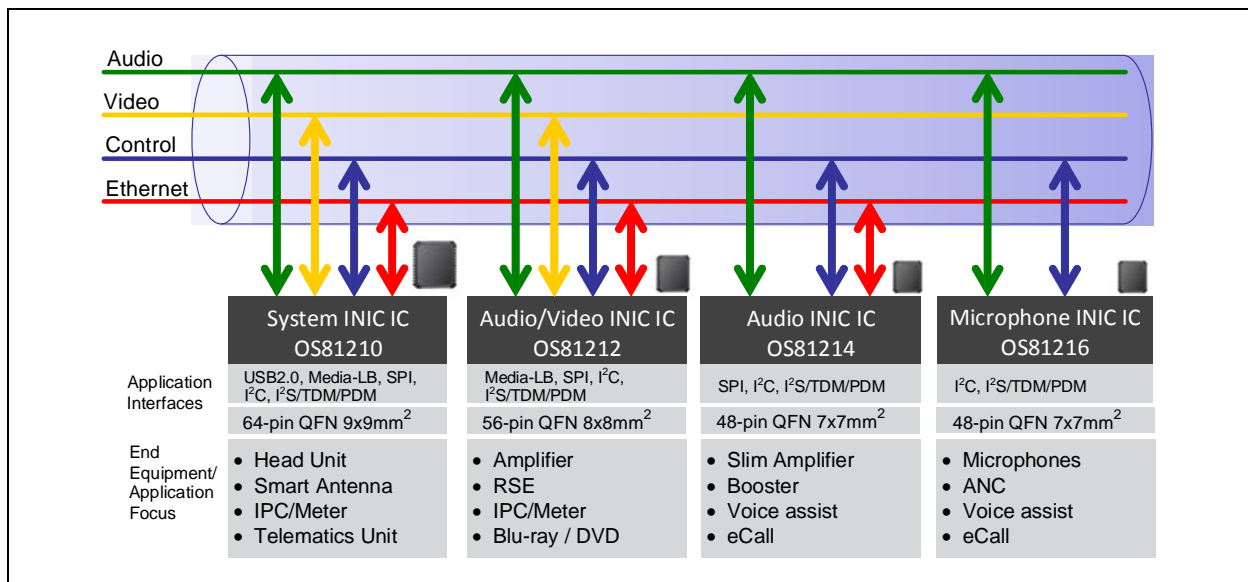 Audio
Video
Control
Ethernet
System INIC IC
OS81210
Audio/Video INIC IC
OS81212
Audio INIC IC
OS81214
Microphone INIC IC
OS81216
Application
Interfaces
USB2.0, Media-LB, SPI,
I²C, I²S/TDM/PDM
Media-LB, SPI, I²C,
I²S/TDM/PDM
SPI, I²C, I²S/TDM/PDM
I²C, I²S/TDM/PDM
64-pin QFN 9x9mm²
56-pin QFN 8x8mm²
48-pin QFN 7x7mm²
48-pin QFN 7x7mm²
End
Equipment/
Application
Focus
• Head Unit
• Smart Antenna
• IPC/Meter
• Telematics Unit
• Amplifier
• RSE
• IPC/Meter
• Blu-ray / DVD
• Slim Amplifier
• Booster
• Voice assist
• eCall
• Microphones
• ANC
• Voice assist
• eCall